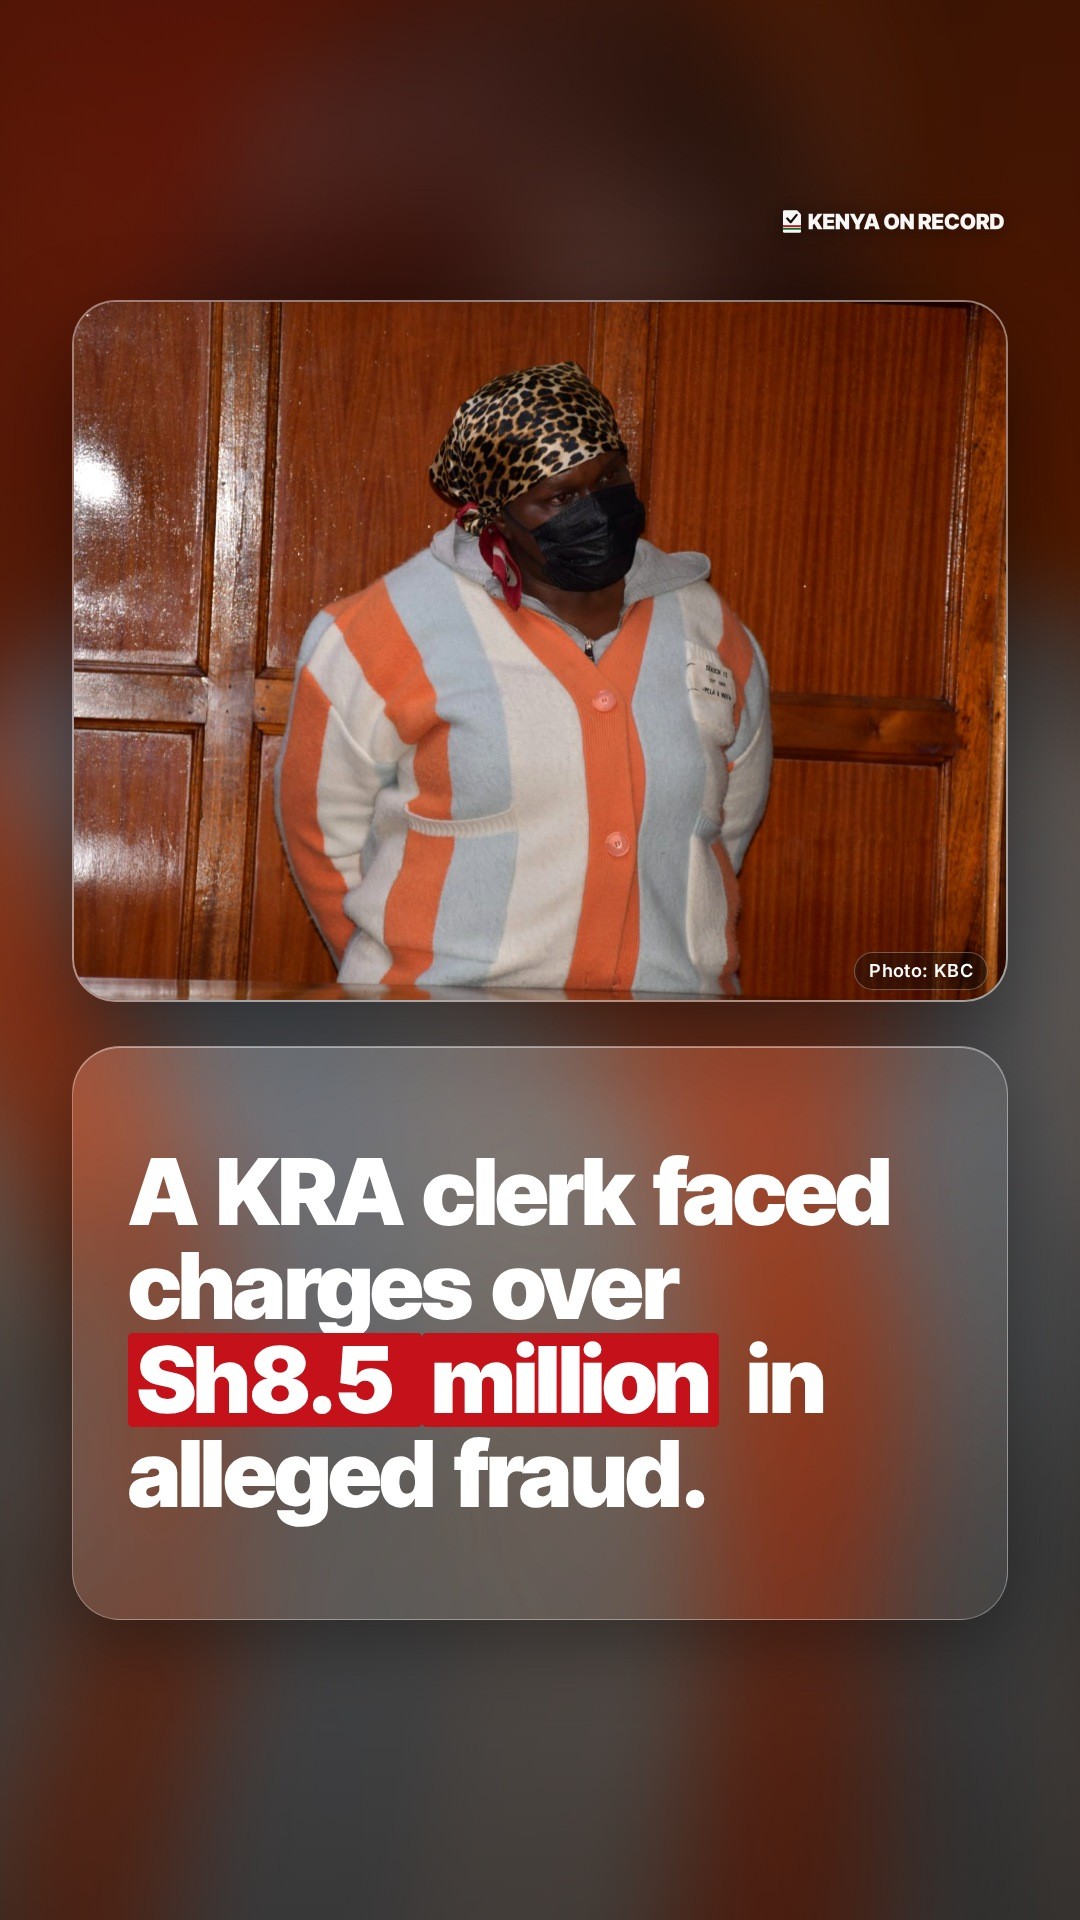 KENYA ON RECORD
Photo: KBC
A KRA clerk faced
charges over
Sh8.5 million in
alleged fraud.